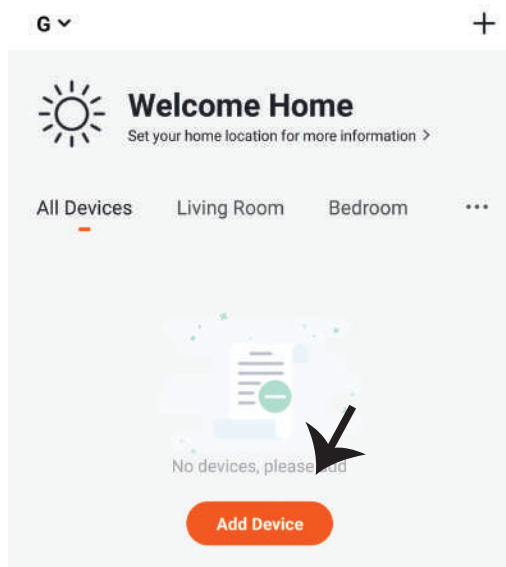 G
Welcome Home
Set your home location for more information >
All Devices Living Room Bedroom ...
No devices, please add
Add Device